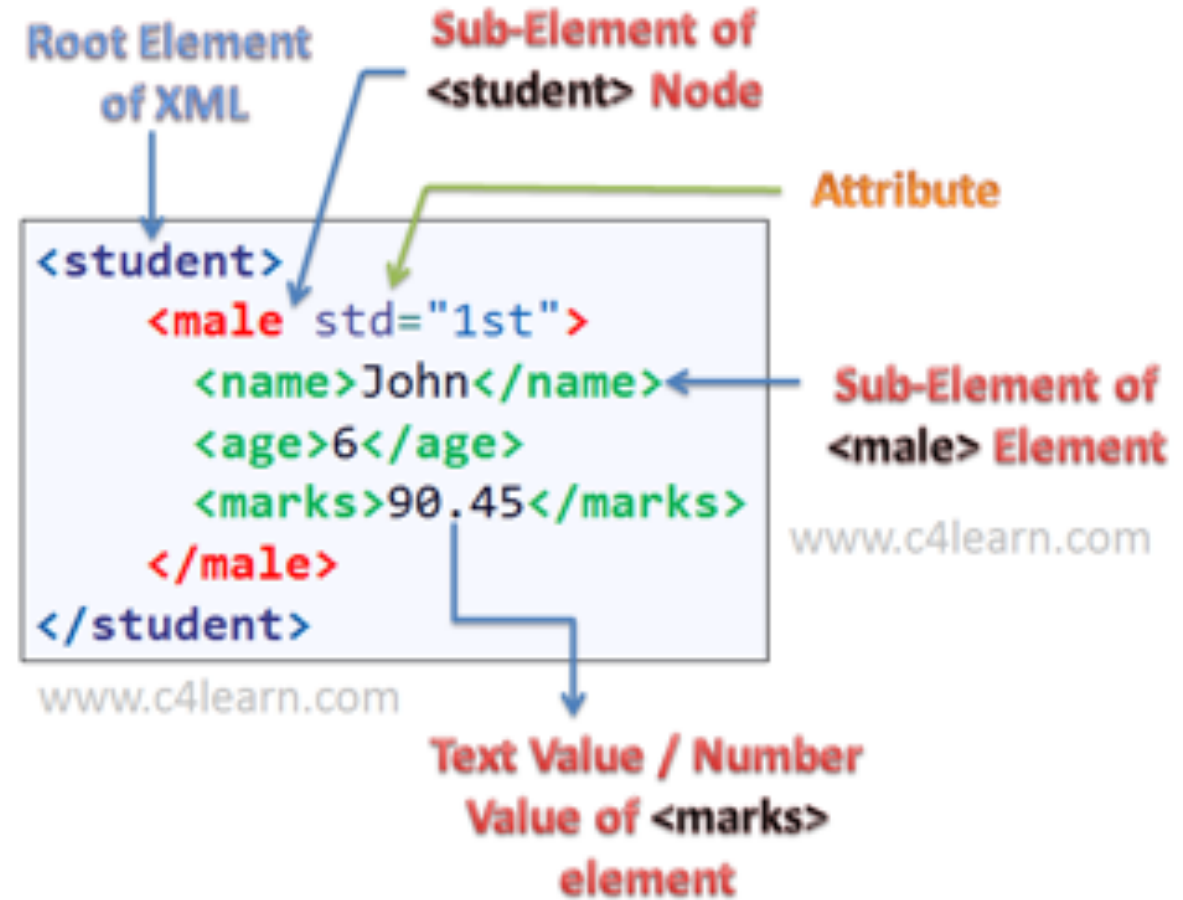 Root Element
of XML
Sub-Element of
<student> Node
Attribute
<student>
<male std="1st">
<name>John</name>
<age>6</age>
<marks>90.45</marks>
</male>
</student>
Sub-Element of
<male> Element
www.c4learn.com
www.c4learn.com
Text Value / Number
Value of <marks>
element